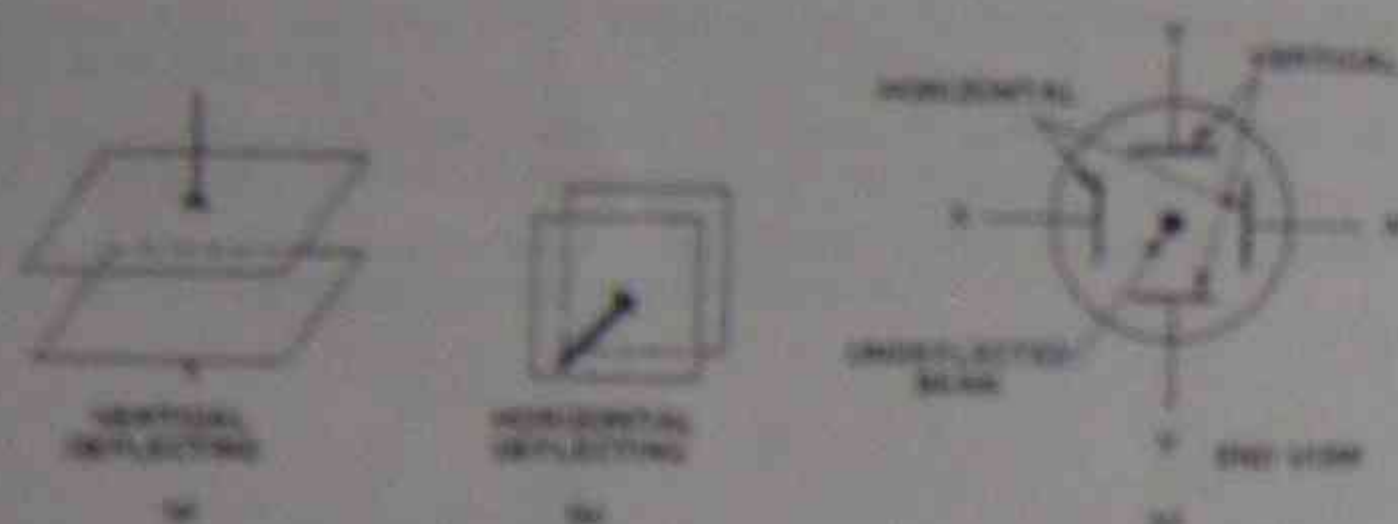 HORIZONTAL
VERTICAL
UNDEFLECTED
BEAM
VERTICAL
DEFLECTING
HORIZONTAL
DEFLECTING
END VIEW